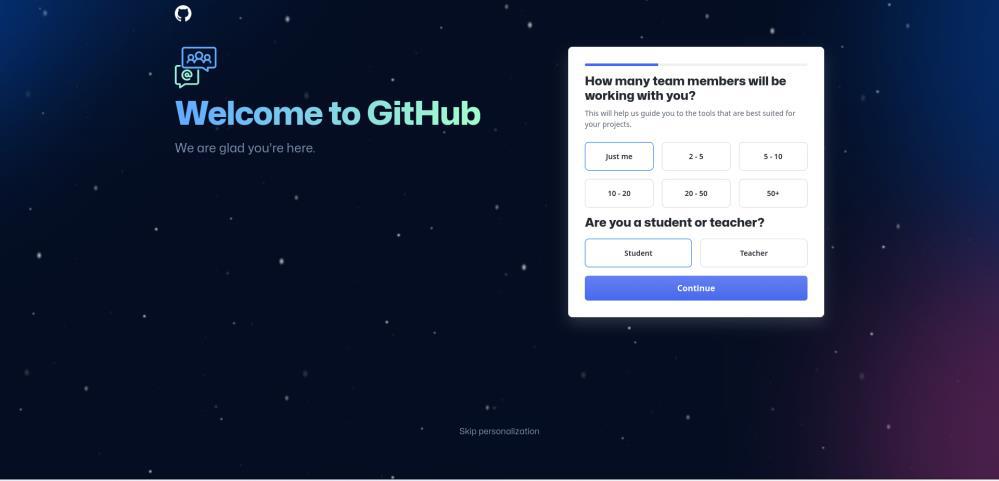 Welcome to GitHub
We are glad you're here.
How many team members will be
working with you?
This will help us guide you to the tools that are best suited for
your projects.
Just me
2 - 5
5 - 10
10 - 20
20 - 50
50+
Are you a student or teacher?
Student
Teacher
Continue
Skip personalization